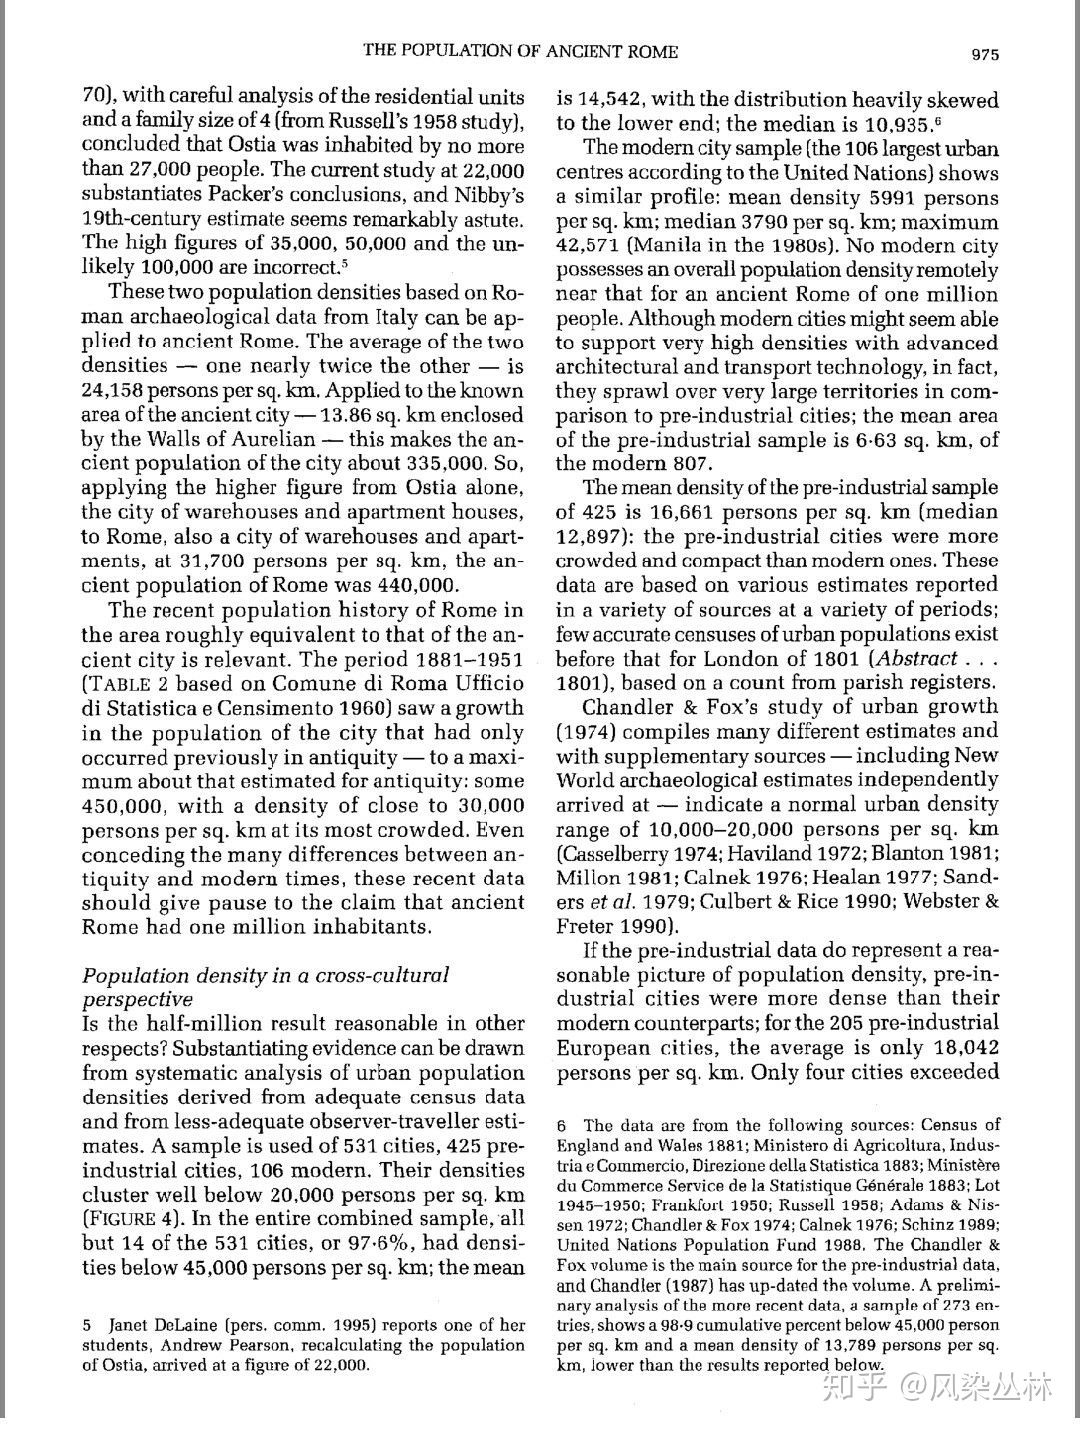 THE POPULATION OF ANCIENT ROME
975
70), with careful analysis of the residential units
and a family size of 4 (from Russell's 1958 study),
concluded that Ostia was inhabited by no more
than 27,000 people. The current study at 22,000
substantiates Packer's conclusions, and Nibby's
19th-century estimate seems remarkably astute.
The high figures of 35,000, 50,000 and the un-
likely 100,000 are incorrect.⁵
These two population densities based on Ro-
man archaeological data from Italy can be ap-
plied to ancient Rome. The average of the two
densities — one nearly twice the other — is
24,158 persons per sq. km. Applied to the known
area of the ancient city — 13.86 sq. km enclosed
by the Walls of Aurelian — this makes the an-
cient population of the city about 335,000. So,
applying the higher figure from Ostia alone,
the city of warehouses and apartment houses,
to Rome, also a city of warehouses and apart-
ments, at 31,700 persons per sq. km, the an-
cient population of Rome was 440,000.
The recent population history of Rome in
the area roughly equivalent to that of the an-
cient city is relevant. The period 1881–1951
(TABLE 2 based on Comune di Roma Ufficio
di Statistica e Censimento 1960) saw a growth
in the population of the city that had only
occurred previously in antiquity — to a maxi-
mum about that estimated for antiquity: some
450,000, with a density of close to 30,000
persons per sq. km at its most crowded. Even
conceding the many differences between an-
tiquity and modern times, these recent data
should give pause to the claim that ancient
Rome had one million inhabitants.
Population density in a cross-cultural
perspective
Is the half-million result reasonable in other
respects? Substantiating evidence can be drawn
from systematic analysis of urban population
densities derived from adequate census data
and from less-adequate observer-traveller esti-
mates. A sample is used of 531 cities, 425 pre-
industrial cities, 106 modern. Their densities
cluster well below 20,000 persons per sq. km
(FIGURE 4). In the entire combined sample, all
but 14 of the 531 cities, or 97·6%, had densi-
ties below 45,000 persons per sq. km; the mean
5 Janet DeLaine (pers. comm. 1995) reports one of her
students, Andrew Pearson, recalculating the population
of Ostia, arrived at a figure of 22,000.
is 14,542, with the distribution heavily skewed
to the lower end; the median is 10,935.⁶
The modern city sample (the 106 largest urban
centres according to the United Nations) shows
a similar profile: mean density 5991 persons
per sq. km; median 3790 per sq. km; maximum
42,571 (Manila in the 1980s). No modern city
possesses an overall population density remotely
near that for an ancient Rome of one million
people. Although modern cities might seem able
to support very high densities with advanced
architectural and transport technology, in fact,
they sprawl over very large territories in com-
parison to pre-industrial cities; the mean area
of the pre-industrial sample is 6·63 sq. km, of
the modern 807.
The mean density of the pre-industrial sample
of 425 is 16,661 persons per sq. km (median
12,897): the pre-industrial cities were more
crowded and compact than modern ones. These
data are based on various estimates reported
in a variety of sources at a variety of periods;
few accurate censuses of urban populations exist
before that for London of 1801 (Abstract . . .
1801), based on a count from parish registers.
Chandler & Fox's study of urban growth
(1974) compiles many different estimates and
with supplementary sources — including New
World archaeological estimates independently
arrived at — indicate a normal urban density
range of 10,000–20,000 persons per sq. km
(Casselberry 1974; Haviland 1972; Blanton 1981;
Millon 1981; Calnek 1976; Healan 1977; Sand-
ers et al. 1979; Culbert & Rice 1990; Webster &
Freter 1990).
If the pre-industrial data do represent a rea-
sonable picture of population density, pre-in-
dustrial cities were more dense than their
modern counterparts; for the 205 pre-industrial
European cities, the average is only 18,042
persons per sq. km. Only four cities exceeded
6 The data are from the following sources: Census of
England and Wales 1881; Ministero di Agricoltura, Indus-
tria e Commercio, Direzione della Statistica 1883; Ministère
du Commerce Service de la Statistique Générale 1883; Lot
1945–1950; Frankfort 1950; Russell 1958; Adams & Nis-
sen 1972; Chandler & Fox 1974; Calnek 1976; Schinz 1989;
United Nations Population Fund 1988. The Chandler &
Fox volume is the main source for the pre-industrial data,
and Chandler (1987) has up-dated the volume. A prelimi-
nary analysis of the more recent data, a sample of 273 en-
tries, shows a 98·9 cumulative percent below 45,000 person
per sq. km and a mean density of 13,789 persons per sq.
km, lower than the results reported below.
知乎 @风染丛林